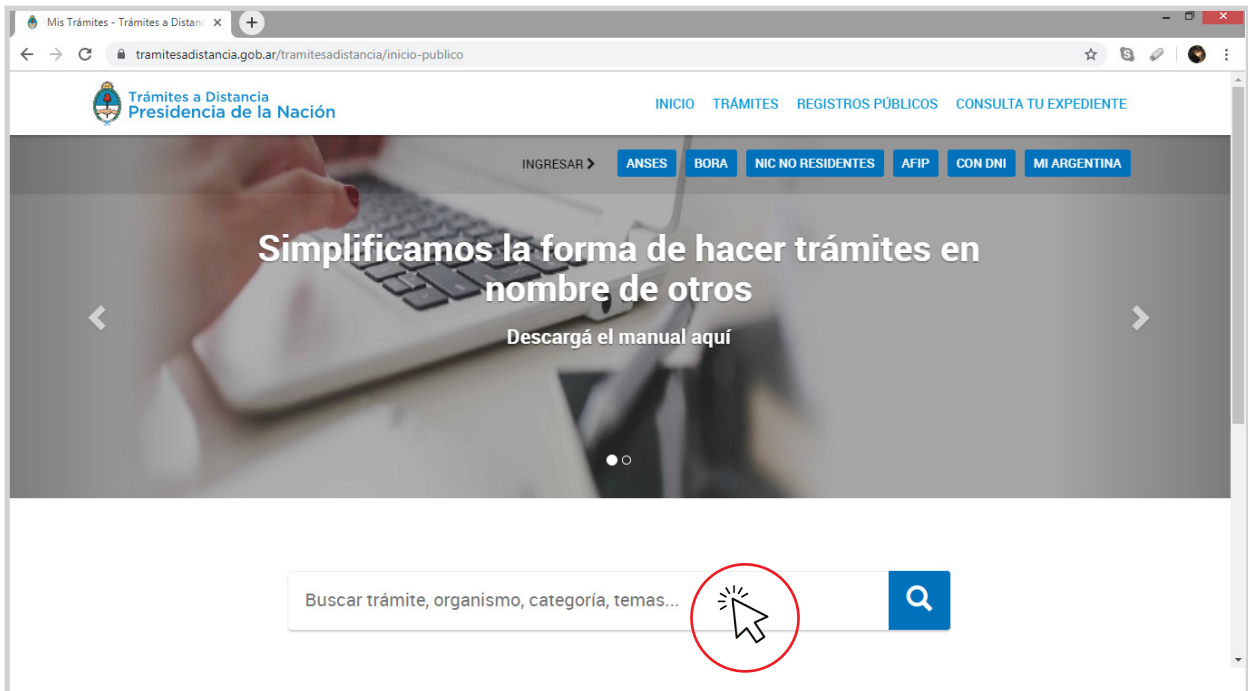 Mis Trámites - Trámites a Distanc
tramitesadistancia.gob.ar/tramitesadistancia/inicio-publico
Trámites a Distancia
Presidencia de la Nación
INICIO TRÁMITES REGISTROS PÚBLICOS CONSULTA TU EXPEDIENTE
INGRESAR ANSES BORA NIC NO RESIDENTES AFIP CON DNI MI ARGENTINA
Simplificamos la forma de hacer trámites en
nombre de otros
Descargá el manual aquí
Buscar trámite, organismo, categoría, temas...